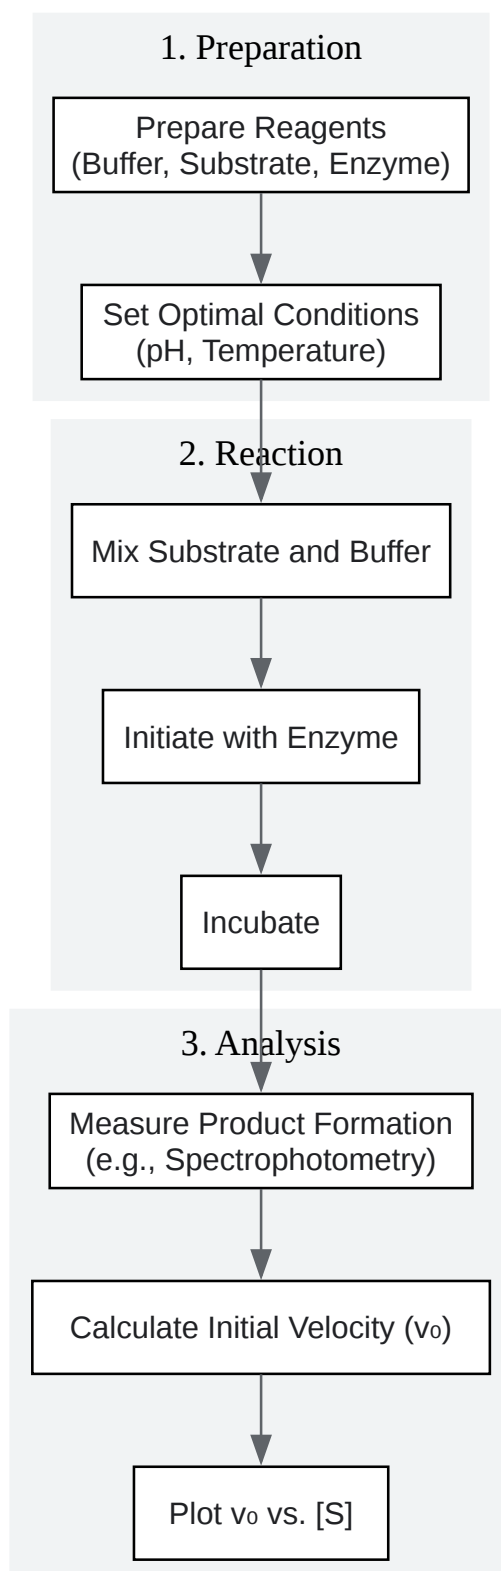 1. Preparation
Prepare Reagents
(Buffer, Substrate, Enzyme)
Set Optimal Conditions
(pH, Temperature)
2. Reaction
Mix Substrate and Buffer
Initiate with Enzyme
Incubate
3. Analysis
Measure Product Formation
(e.g., Spectrophotometry)
Calculate Initial Velocity (v₀)
Plot v₀ vs. [S]